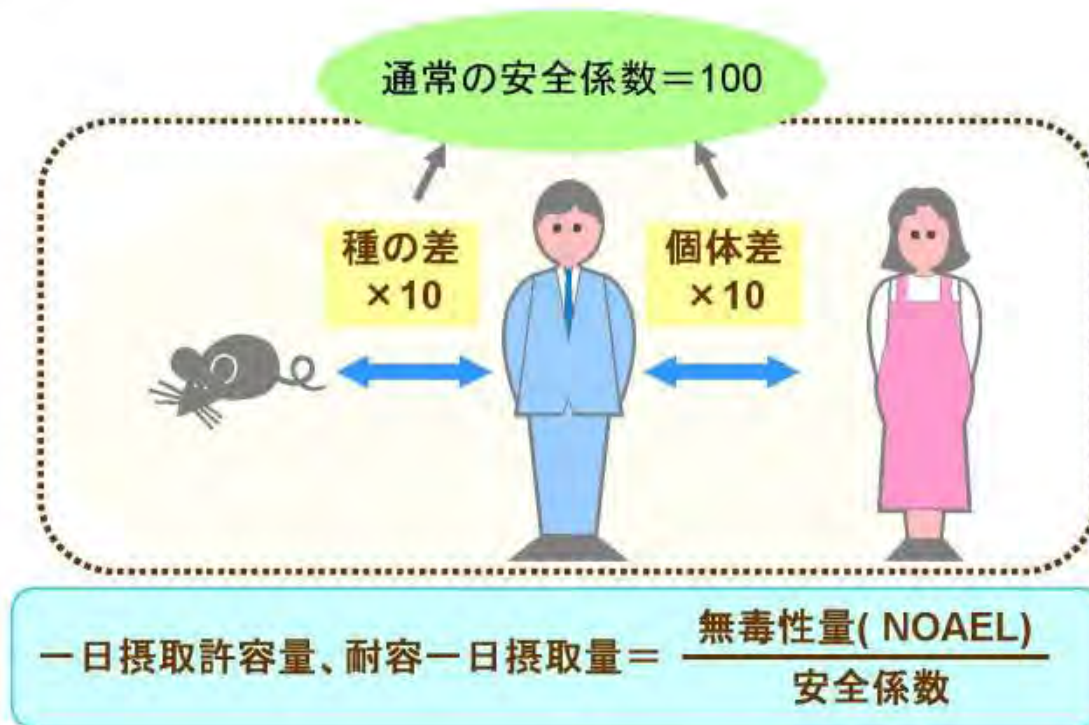 通常の安全係数＝100
種の差
×10
個体差
×10
一日摂取許容量、耐容一日摂取量＝
無毒性量( NOAEL)
安全係数